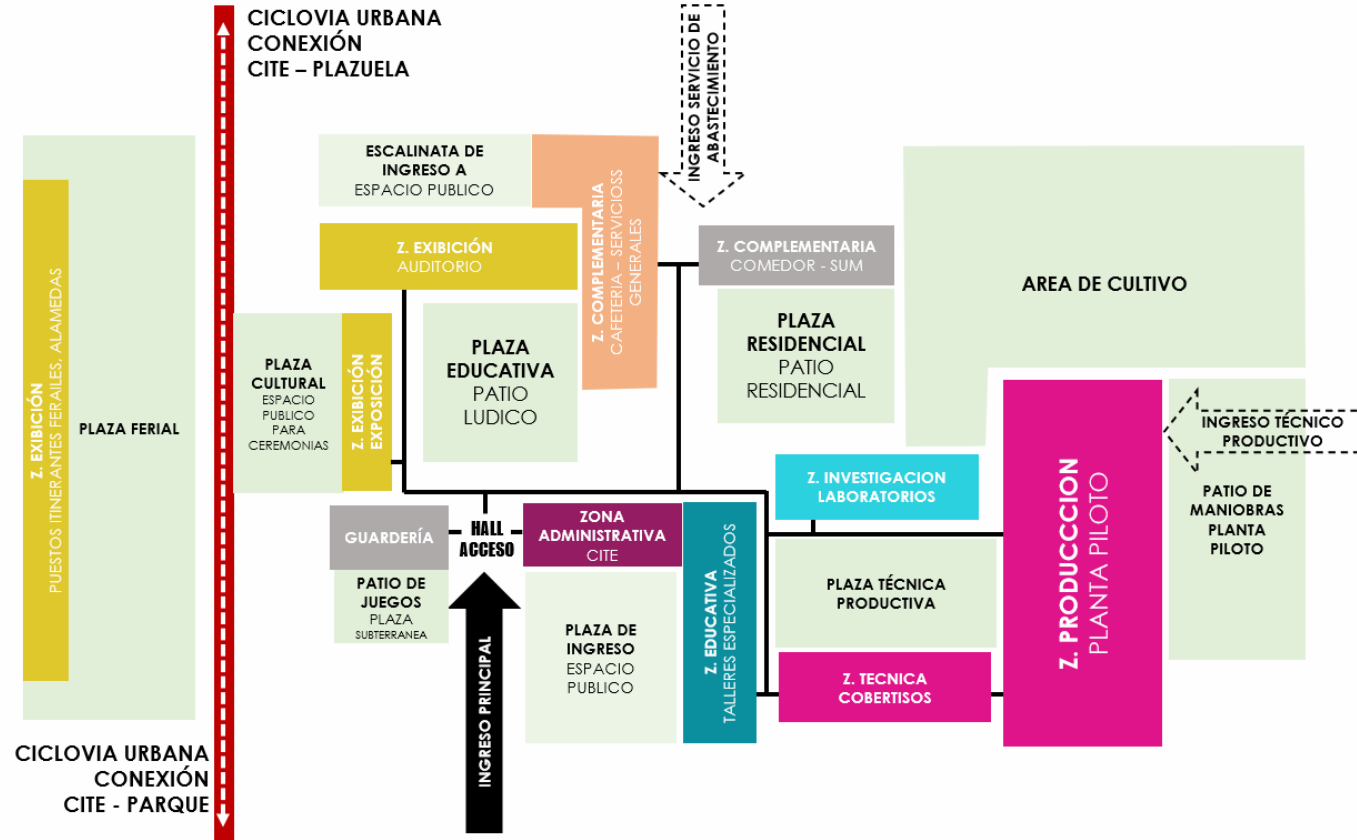 CICLOVIA URBANA
CONEXIÓN
CITE – PLAZUELA
INGRESO SERVICIO DE
ABASTECIMIENTO
ESCALINATA DE
INGRESO A
ESPACIO PUBLICO
Z. COMPLEMENTARIA
CAFETERIA – SERVICIOSS
GENERALES
Z. EXIBICIÓN
AUDITORIO
Z. COMPLEMENTARIA
COMEDOR - SUM
AREA DE CULTIVO
Z. EXIBICIÓN
PUESTOS ITINERANTES FERAILES, ALAMEDAS
PLAZA FERIAL
PLAZA
CULTURAL
ESPACIO
PUBLICO
PARA
CEREMONIAS
Z. EXIBICIÓN
EXPOSICIÓN
PLAZA
EDUCATIVA
PATIO
LUDICO
PLAZA
RESIDENCIAL
PATIO
RESIDENCIAL
INGRESO TÉCNICO
PRODUCTIVO
Z. INVESTIGACION
LABORATORIOS
PATIO DE
MANIOBRAS
PLANTA
PILOTO
GUARDERÍA
HALL
ACCESO
ZONA
ADMINISTRATIVA
CITE
Z. EDUCATIVA
TALLERES ESPECIALIZADOS
Z. PRODUCCCION
PLANTA PILOTO
PATIO DE
JUEGOS
PLAZA
SUBTERRANEA
PLAZA TÉCNICA
PRODUCTIVA
PLAZA DE
INGRESO
ESPACIO
PUBLICO
INGRESO PRINCIPAL
Z. TECNICA
COBERTISOS
CICLOVIA URBANA
CONEXIÓN
CITE - PARQUE